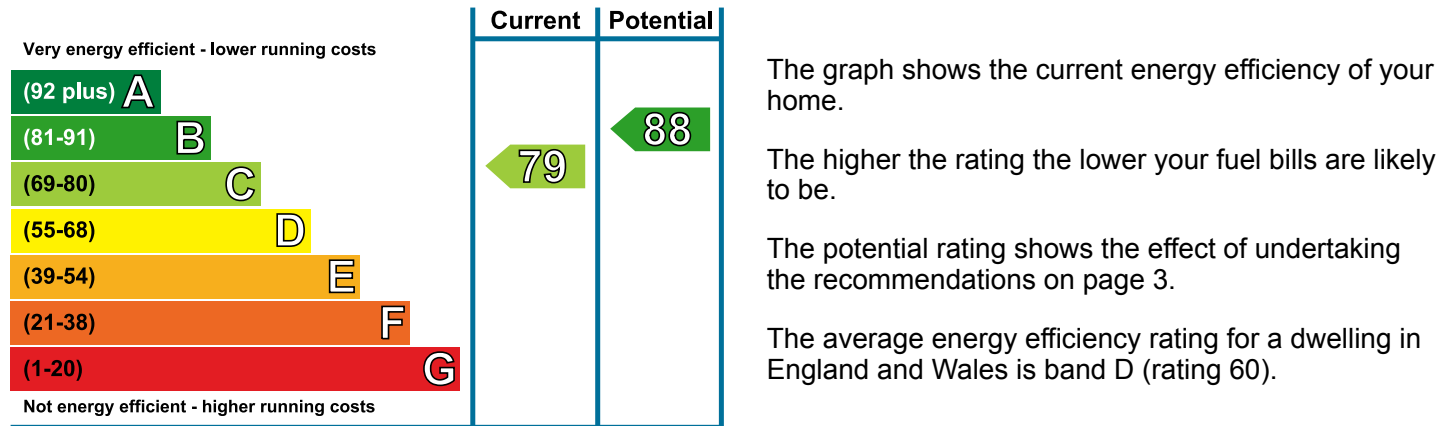 Current Potential
Very energy efficient - lower running costs
(92 plus) A
(81-91) B
88
(69-80) C
79
(55-68) D
(39-54) E
(21-38) F
(1-20) G
Not energy efficient - higher running costs
The graph shows the current energy efficiency of your
home.
The higher the rating the lower your fuel bills are likely
to be.
The potential rating shows the effect of undertaking
the recommendations on page 3.
The average energy efficiency rating for a dwelling in
England and Wales is band D (rating 60).